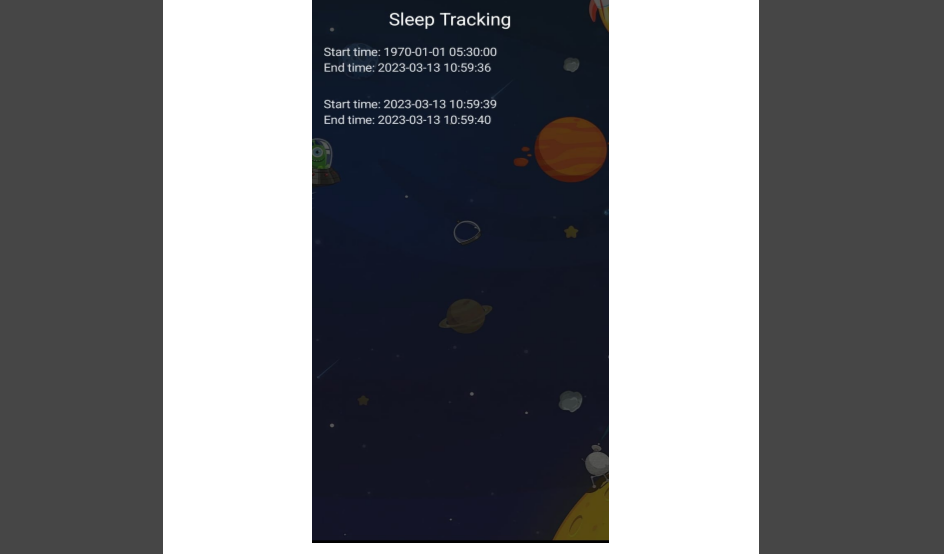 Sleep Tracking
Start time: 1970-01-01 05:30:00
End time: 2023-03-13 10:59:36
Start time: 2023-03-13 10:59:39
End time: 2023-03-13 10:59:40